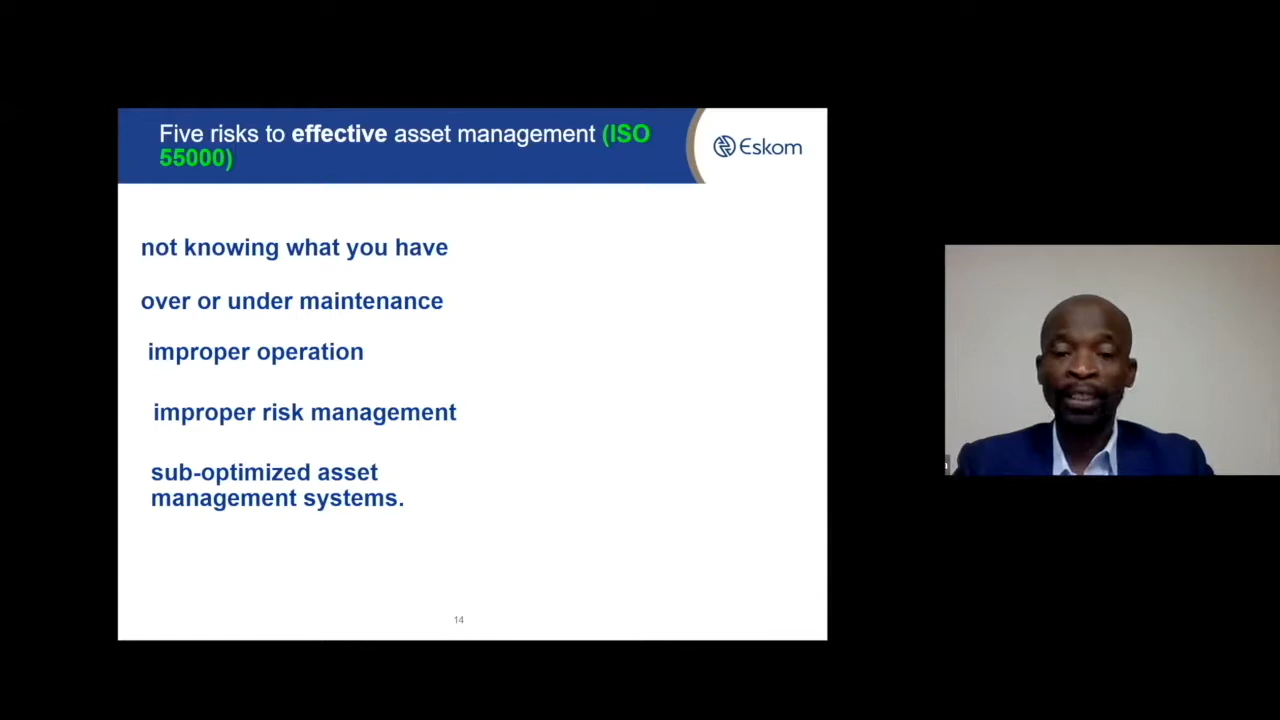 Five risks to effective asset management (ISO
55000)
Eskom
not knowing what you have
over or under maintenance
improper operation
improper risk management
sub-optimized asset
management systems.
14